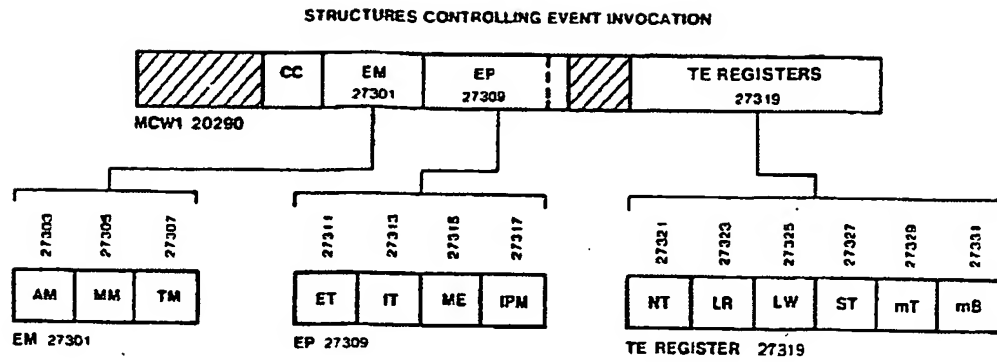 STRUCTURES CONTROLLING EVENT INVOCATION
CC EM EP TE REGISTERS
27301 27309 27319
MCW1 20290
27303 27305 27307 27311 27313 27315 27317 27321 27323 27325 27327 27329 27331
AM MM TM ET IT ME IPM NT LR LW ST mT mB
EM 27301 EP 27309 TE REGISTER 27319